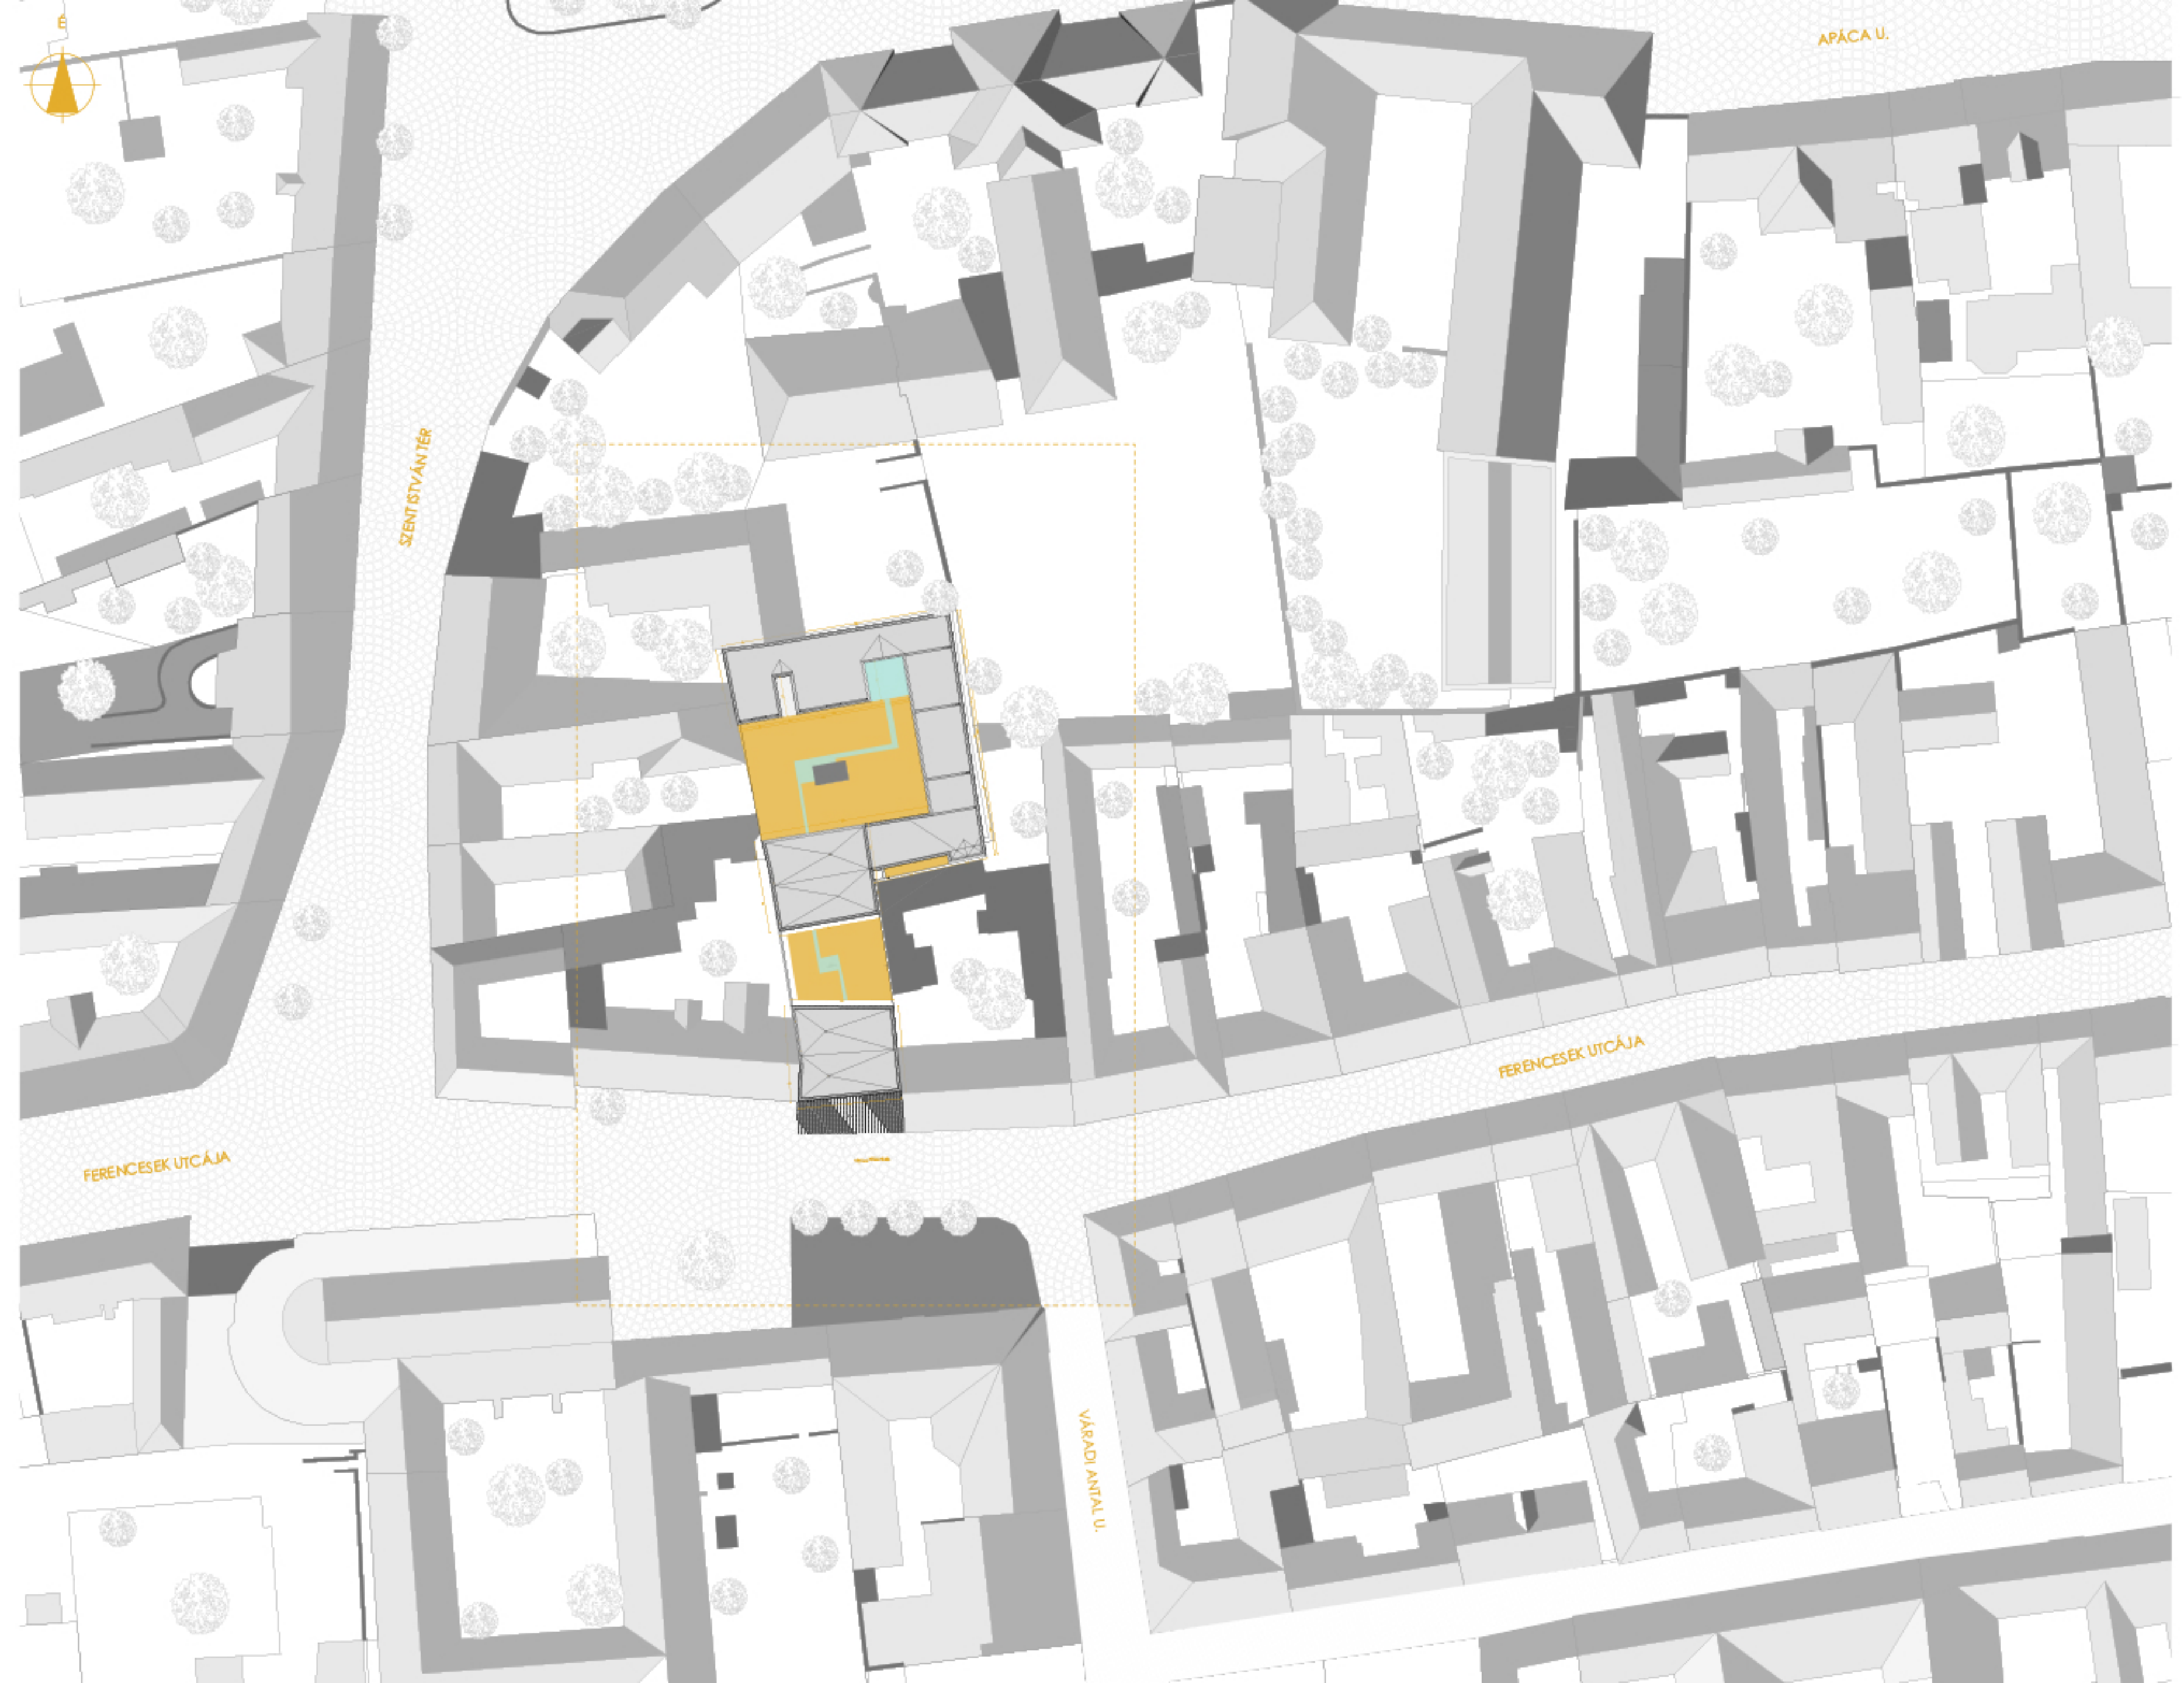 É
APÁCA U.
SZENT ISTVÁN TÉR
FERENCESEK UTCÁJA
FERENCESEK UTCÁJA
VÁRADI ANTAL U.